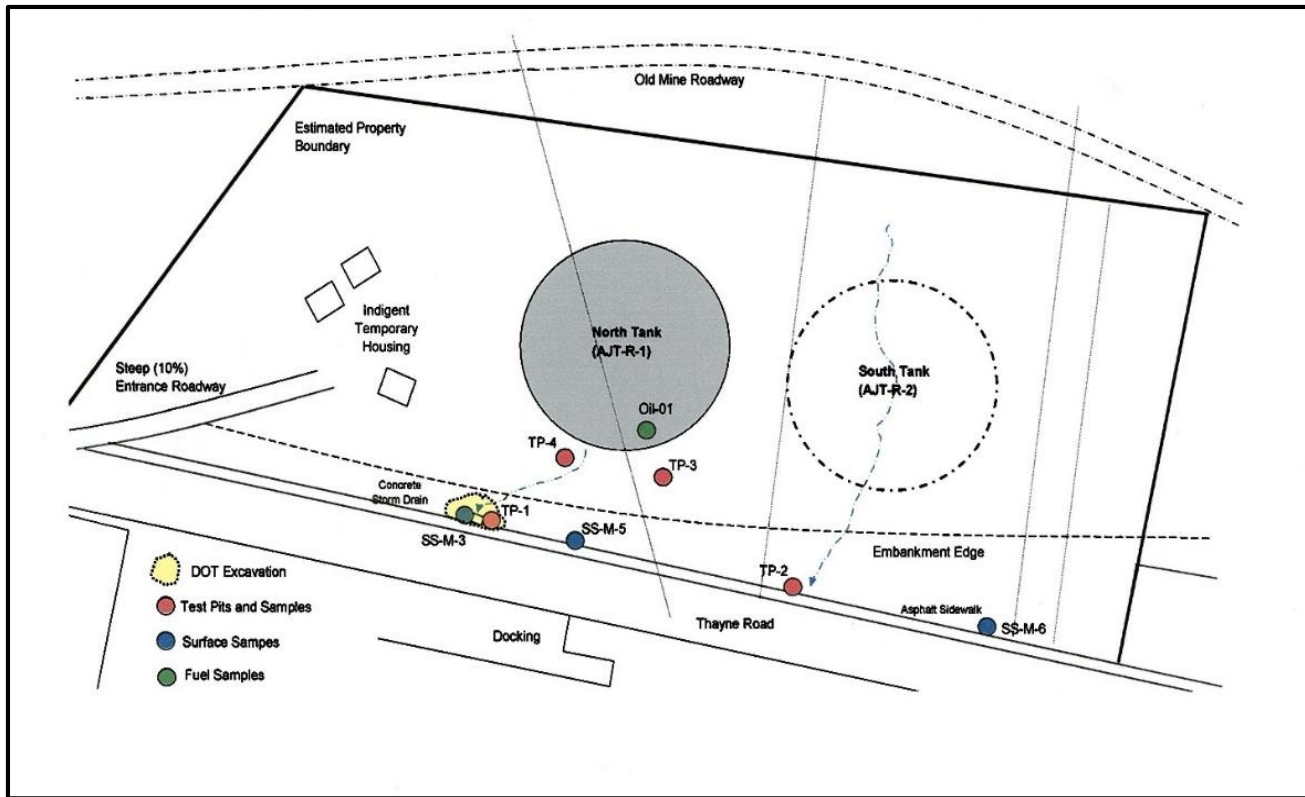 Old Mine Roadway
Estimated Property
Boundary
Indigent
Temporary
Housing
North Tank
(AJT-R-1)
South Tank
(AJT-R-2)
Steep (10%)
Entrance Roadway
Oil-01
TP-4
TP-3
Concrete
Storm Drain
TP-1
SS-M-3
SS-M-5
Embankment Edge
TP-2
Asphalt Sidewalk
SS-M-6
Thayne Road
Docking
DOT Excavation
Test Pits and Samples
Surface Sampes
Fuel Samples